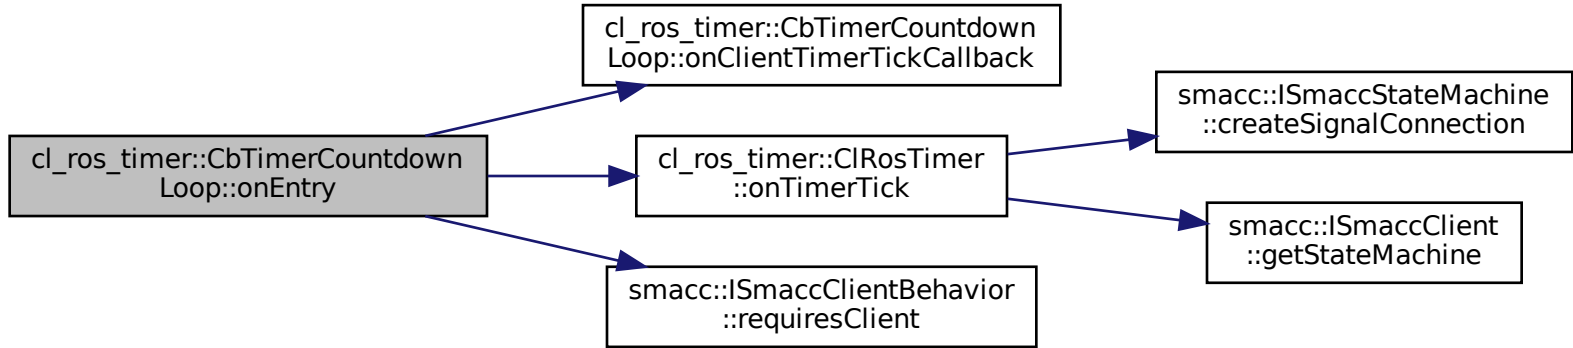 cl_ros_timer::CbTimerCountdown
Loop::onEntry
cl_ros_timer::CbTimerCountdown
Loop::onClientTimerTickCallback
cl_ros_timer::ClRosTimer
::onTimerTick
smacc::ISmaccStateMachine
::createSignalConnection
smacc::ISmaccClient
::getStateMachine
smacc::ISmaccClientBehavior
::requiresClient